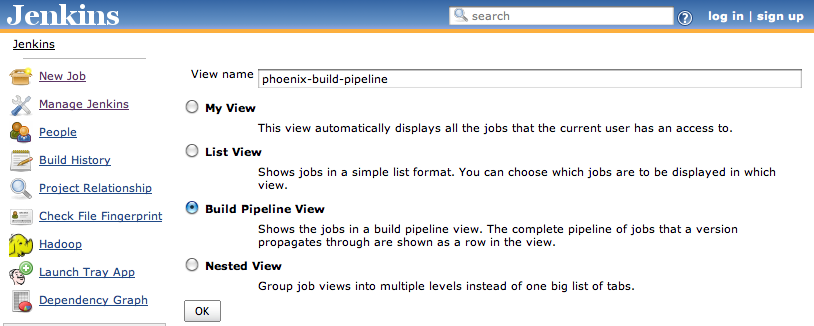 Jenkins
search
?
log in | sign up
Jenkins
New Job
Manage Jenkins
People
Build History
Project Relationship
Check File Fingerprint
Hadoop
Launch Tray App
Dependency Graph
View name
phoenix-build-pipeline
My View
This view automatically displays all the jobs that the current user has an access to.
List View
Shows jobs in a simple list format. You can choose which jobs are to be displayed in which
view.
Build Pipeline View
Shows the jobs in a build pipeline view. The complete pipeline of jobs that a version
propagates through are shown as a row in the view.
Nested View
Group job views into multiple levels instead of one big list of tabs.
OK